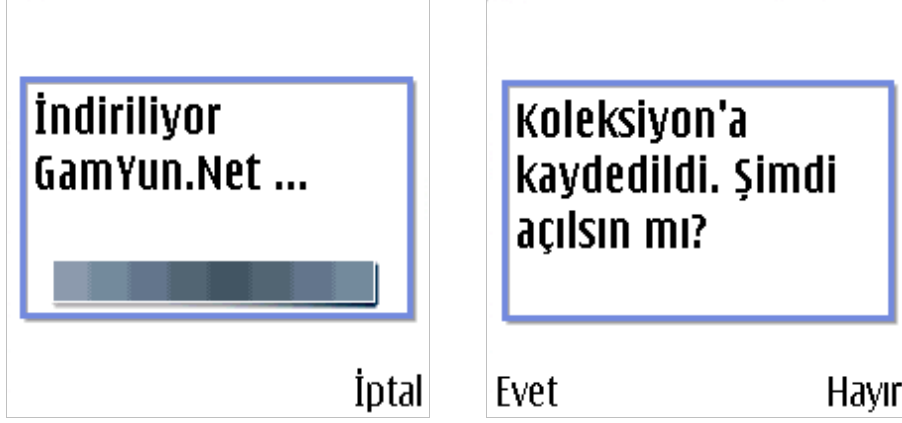 İndiriliyor
GamYun.Net ...
İptal
Koleksiyon'a
kaydedildi. Şimdi
açılsın mı?
Evet
Hayır